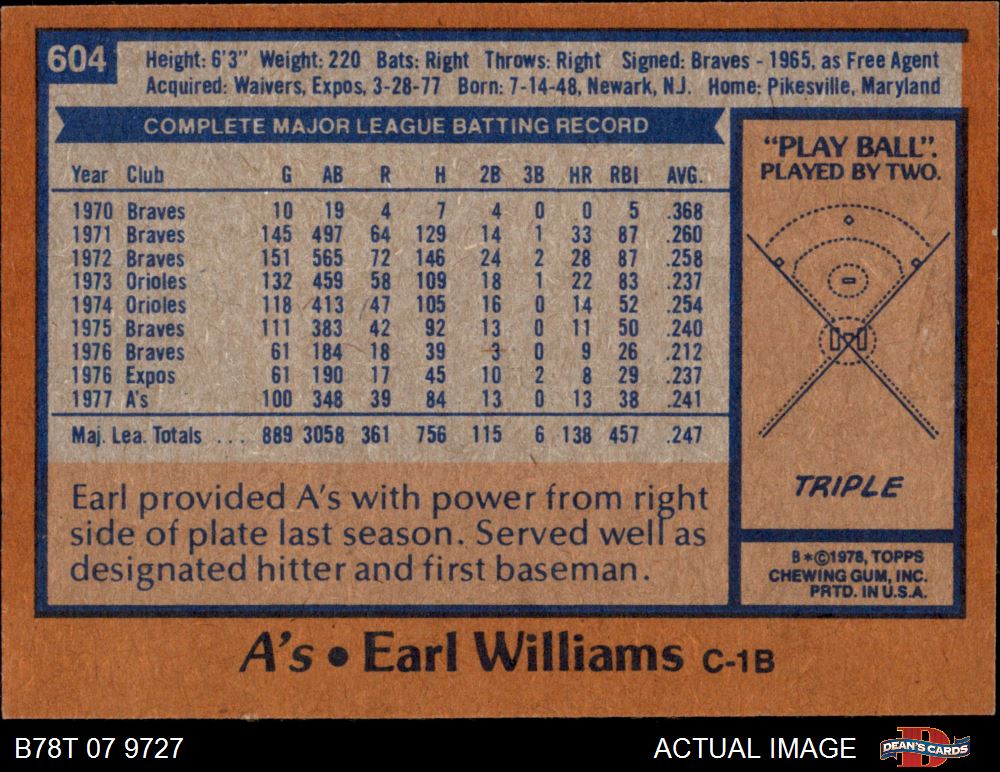 604
Height: 6'3" Weight: 220 Bats: Right Throws: Right Signed: Braves - 1965, as Free Agent
Acquired: Waivers, Expos, 3-28-77 Born: 7-14-48, Newark, N.J. Home: Pikesville, Maryland
COMPLETE MAJOR LEAGUE BATTING RECORD
Year Club G AB R H 2B 3B HR RBI AVG.
1970 Braves 10 19 4 7 4 0 0 5 .368
1971 Braves 145 497 64 129 14 1 33 87 .260
1972 Braves 151 565 72 146 24 2 28 87 .258
1973 Orioles 132 459 58 109 18 1 22 83 .237
1974 Orioles 118 413 47 105 16 0 14 52 .254
1975 Braves 111 383 42 92 13 0 11 50 .240
1976 Braves 61 184 18 39 3 0 9 26 .212
1976 Expos 61 190 17 45 10 2 8 29 .237
1977 A's 100 348 39 84 13 0 13 38 .241
Maj. Lea. Totals ... 889 3058 361 756 115 6 138 457 .247
Earl provided A's with power from right
side of plate last season. Served well as
designated hitter and first baseman.
"PLAY BALL".
PLAYED BY TWO.
TRIPLE
B*©1978, TOPPS
CHEWING GUM, INC.
PRTD. IN U.S.A.
A's • Earl Williams C-1B
B78T 07 9727
ACTUAL IMAGE
D
DEAN'S CARDS